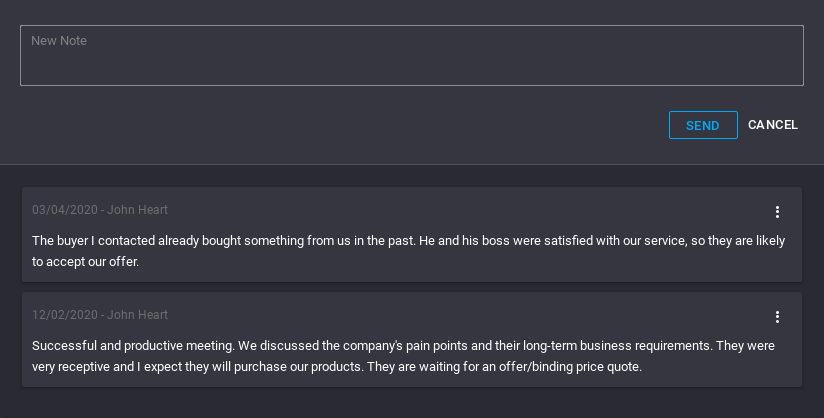 New Note
SEND CANCEL
03/04/2020 - John Heart
The buyer I contacted already bought something from us in the past. He and his boss were satisfied with our service, so they are likely
to accept our offer.
12/02/2020 - John Heart
Successful and productive meeting. We discussed the company's pain points and their long-term business requirements. They were
very receptive and I expect they will purchase our products. They are waiting for an offer/binding price quote.